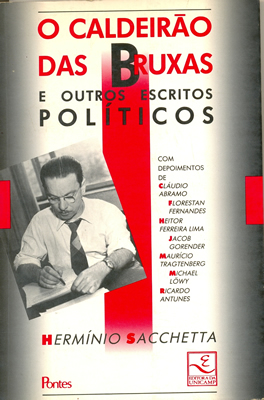 O CALDEIRÃO
DAS BRUXAS
E OUTROS ESCRITOS
POLÍTICOS
COM
DEPOIMENTOS
DE
CLÁUDIO
ABRAMO
FLORESTAN
FERNANDES
HEITOR
FERREIRA LIMA
JACOB
GORENDER
MAURÍCIO
TRAGTENBERG
MICHAEL
LÖWY
RICARDO
ANTUNES
HERMÍNIO SACCHETTA
Pontes
EDITORA DA
UNICAMP